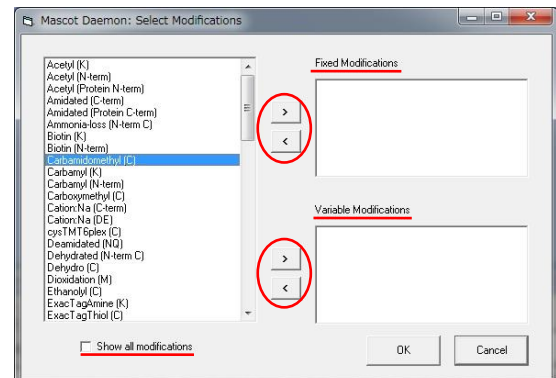 Mascot Daemon: Select Modifications
Acetyl (K)
Acetyl (N-term)
Acetyl (Protein N-term)
Amidated (C-term)
Amidated (Protein C-term)
Ammonia-loss (N-term C)
Biotin (K)
Biotin (N-term)
Carbamidomethyl (C)
Carbamyl (K)
Carbamyl (N-term)
Carboxymethyl (C)
Cation:Na (C-term)
Cation:Na (DE)
cysTMT6plex (C)
Deamidated (NQ)
Dehydrated (N-term C)
Dehydro (C)
Dioxidation (M)
Ethanolyl (C)
ExacTagAmine (K)
ExacTagThiol (C)
Fixed Modifications
>
<
Variable Modifications
>
<
Show all modifications
OK
Cancel